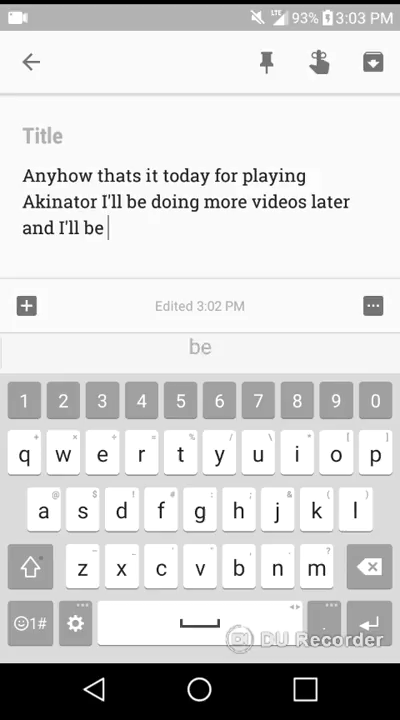 LTE 93% 3:03 PM
Title
Anyhow thats it today for playing
Akinator I'll be doing more videos later
and I'll be
Edited 3:02 PM
be
1 2 3 4 5 6 7 8 9 0
q w e r t y u i o p
a s d f g h j k l
z x c v b n m
1# .
DU Recorder